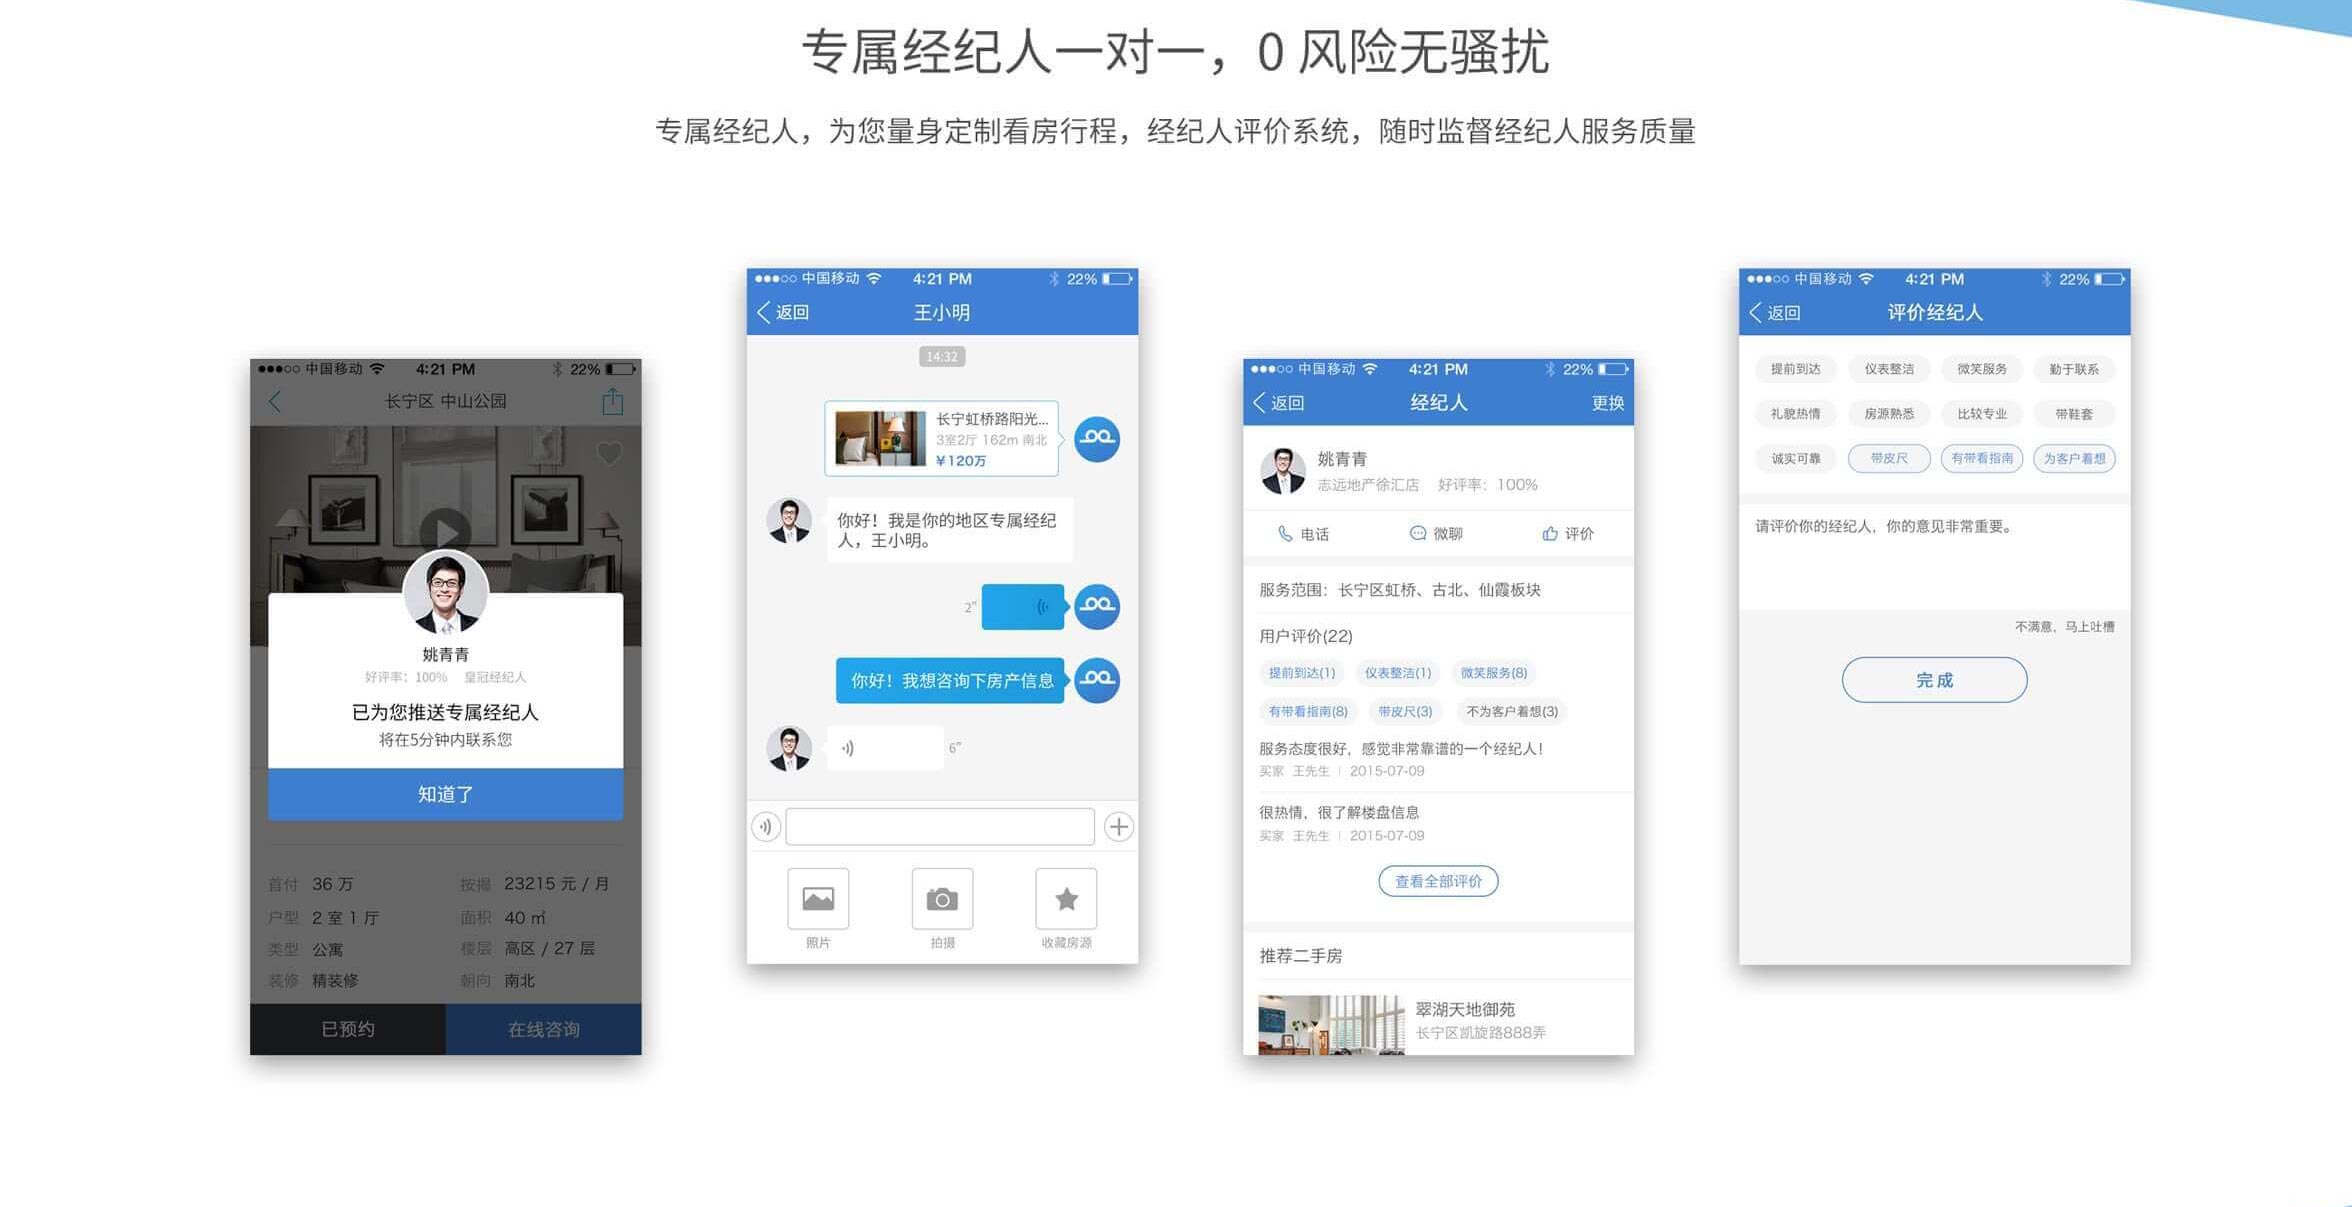 专属经纪人一对一，0 风险无骚扰
专属经纪人，为您量身定制看房行程，经纪人评价系统，随时监督经纪人服务质量
中国移动 4:21 PM 22%
长宁区 中山公园
姚青青
好评率：100% 皇冠经纪人
已为您推送专属经纪人
将在5分钟内联系您
知道了
首付 36 万 按揭 23215 元 / 月
户型 2 室 1 厅 面积 40 ㎡
类型 公寓 楼层 高区 / 27 层
装修 精装修 朝向 南北
已预约 在线咨询
中国移动 4:21 PM 22%
返回 王小明
14:32
长宁虹桥路阳光...
3室2厅 162m 南北
￥120万
你好！我是你的地区专属经纪
人，王小明。
2”
你好！我想咨询下房产信息
6”
照片 拍摄 收藏房源
中国移动 4:21 PM 22%
返回 经纪人 更换
姚青青
志远地产徐汇店 好评率：100%
电话 微聊 评价
服务范围：长宁区虹桥、古北、仙霞板块
用户评价(22)
提前到达(1) 仪表整洁(1) 微笑服务(8)
有带看指南(8) 带皮尺(3) 不为客户着想(3)
服务态度很好，感觉非常靠谱的一个经纪人！
买家 王先生 | 2015-07-09
很热情，很了解楼盘信息
买家 王先生 | 2015-07-09
查看全部评价
推荐二手房
翠湖天地御苑
长宁区凯旋路888弄
中国移动 4:21 PM 22%
返回 评价经纪人
提前到达 仪表整洁 微笑服务 勤于联系
礼貌热情 房源熟悉 比较专业 带鞋套
诚实可靠 带皮尺 有带看指南 为客户着想
请评价你的经纪人，你的意见非常重要。
不满意，马上吐槽
完成